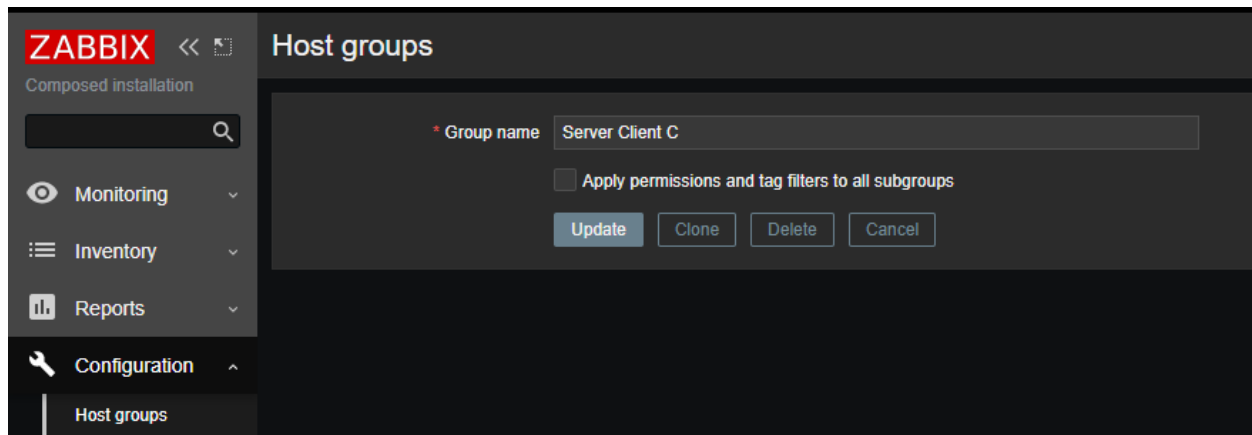 ZABBIX
Composed installation
Monitoring
Inventory
Reports
Configuration
Host groups
Host groups
* Group name Server Client C
Apply permissions and tag filters to all subgroups
Update Clone Delete Cancel